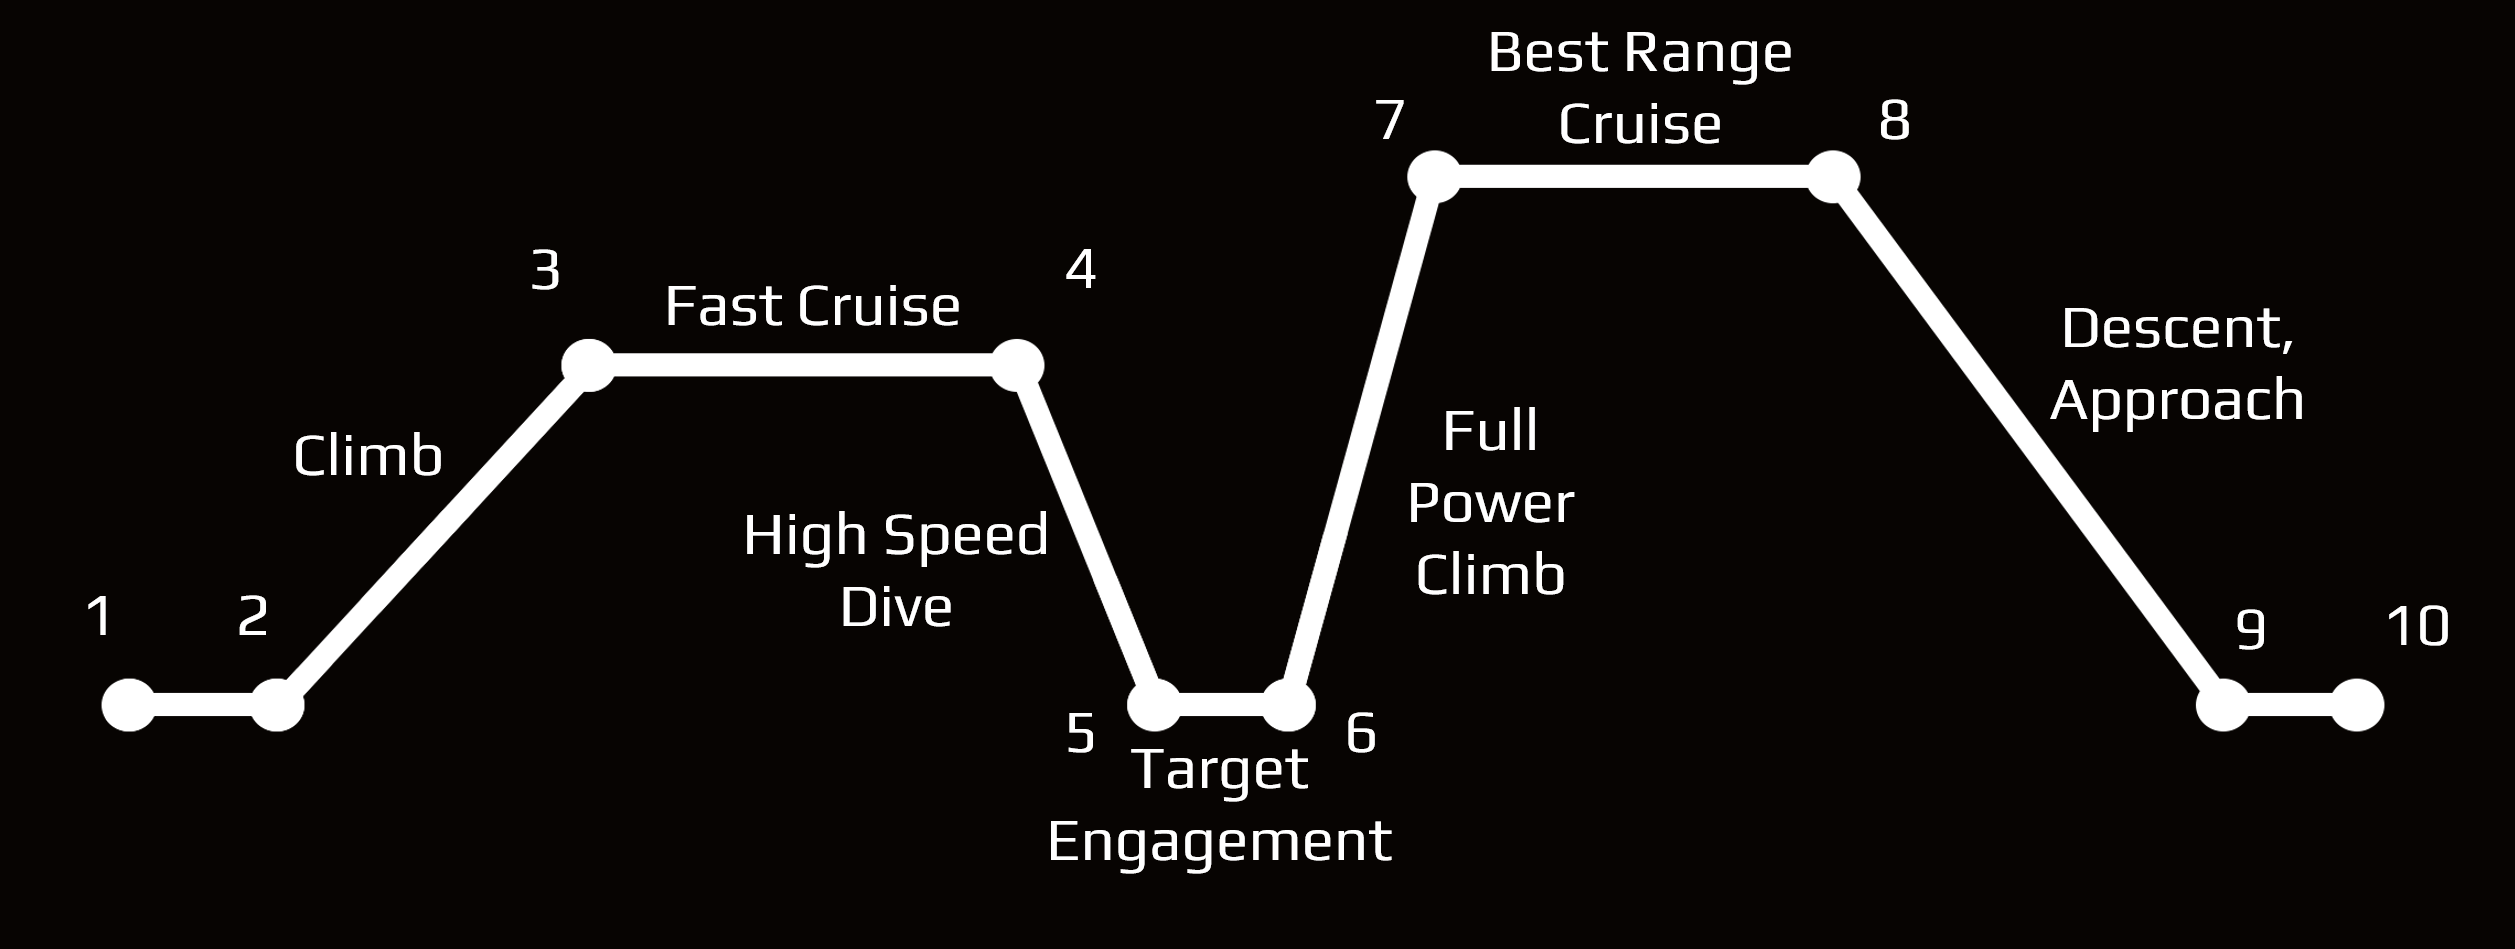 1
2
Climb
3
Fast Cruise
4
High Speed
Dive
5
Target
Engagement
6
Full
Power
Climb
7
Best Range
Cruise
8
Descent,
Approach
9
10